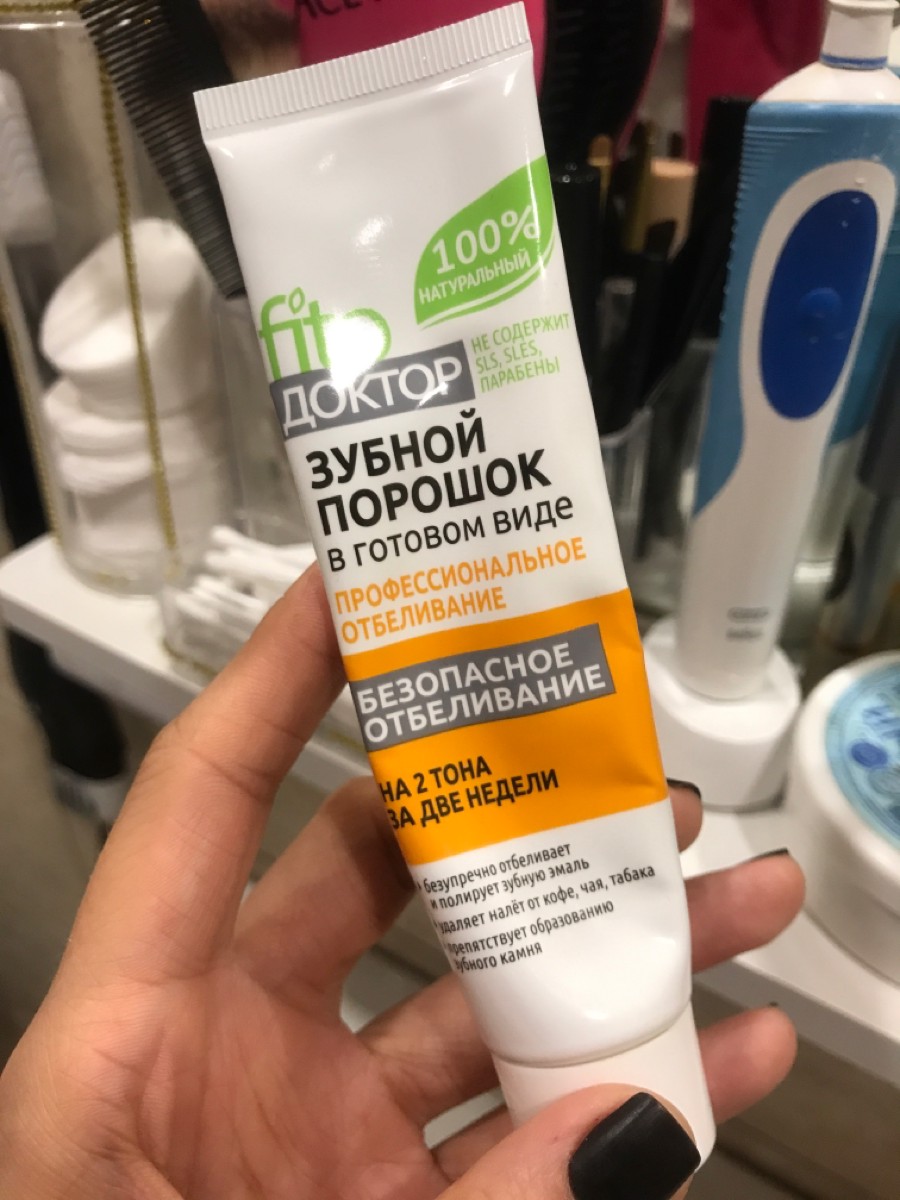 100%
НАТУРАЛЬНЫЙ
fito
ДОКТОР
НЕ СОДЕРЖИТ
SLS, SLES,
ПАРАБЕНЫ
ЗУБНОЙ
ПОРОШОК
В ГОТОВОМ ВИДЕ
ПРОФЕССИОНАЛЬНОЕ
ОТБЕЛИВАНИЕ
БЕЗОПАСНОЕ
ОТБЕЛИВАНИЕ
НА 2 ТОНА
ЗА ДВЕ НЕДЕЛИ
• безупречно отбеливает
и полирует зубную эмаль
• удаляет налёт от кофе, чая, табака
• препятствует образованию
зубного камня